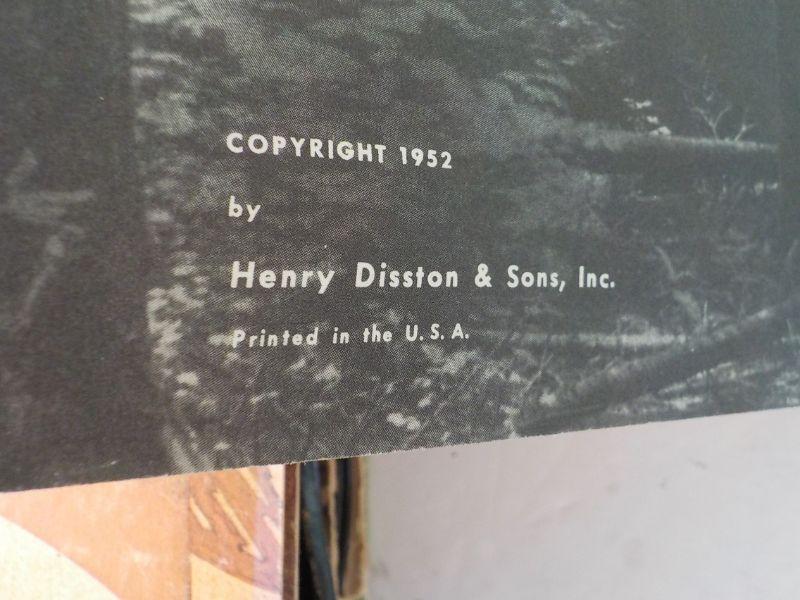 COPYRIGHT 1952
by
Henry Disston & Sons, Inc.
Printed in the U.S.A.